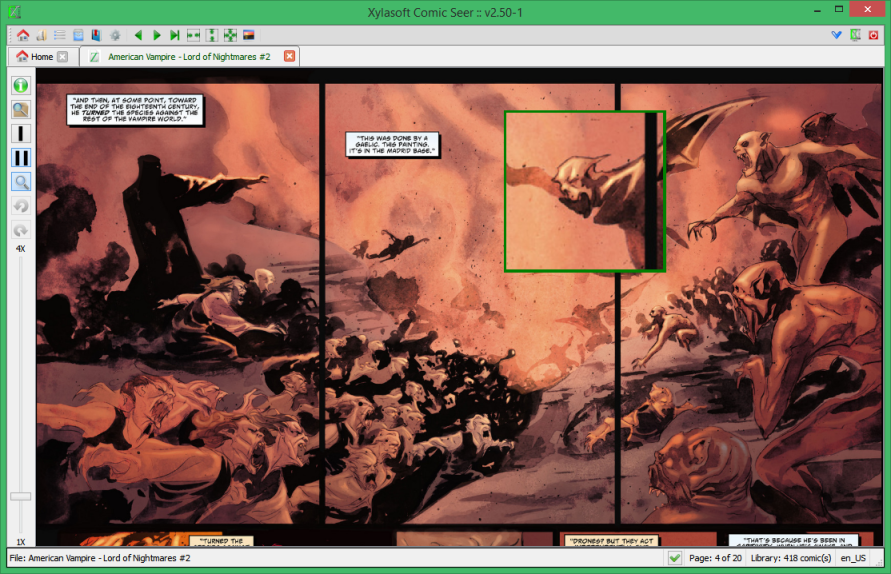 Xylasoft Comic Seer :: v2.50-1
Home
American Vampire - Lord of Nightmares #2
4X
1X
"AND THEN, AT SOME POINT, TOWARD
THE END OF THE EIGHTEENTH CENTURY,
HE TURNED THE SPECIES AGAINST THE
REST OF THE VAMPIRE WORLD."
"THIS WAS DONE BY A
GAELIC. THIS PAINTING.
IT'S IN THE MADRID BASE."
"TURNED THE
"DRONES? BUT THEY ACT
"THAT'S BECAUSE HE'S BEEN IN
File: American Vampire - Lord of Nightmares #2
Page: 4 of 20
Library: 418 comic(s)
en_US